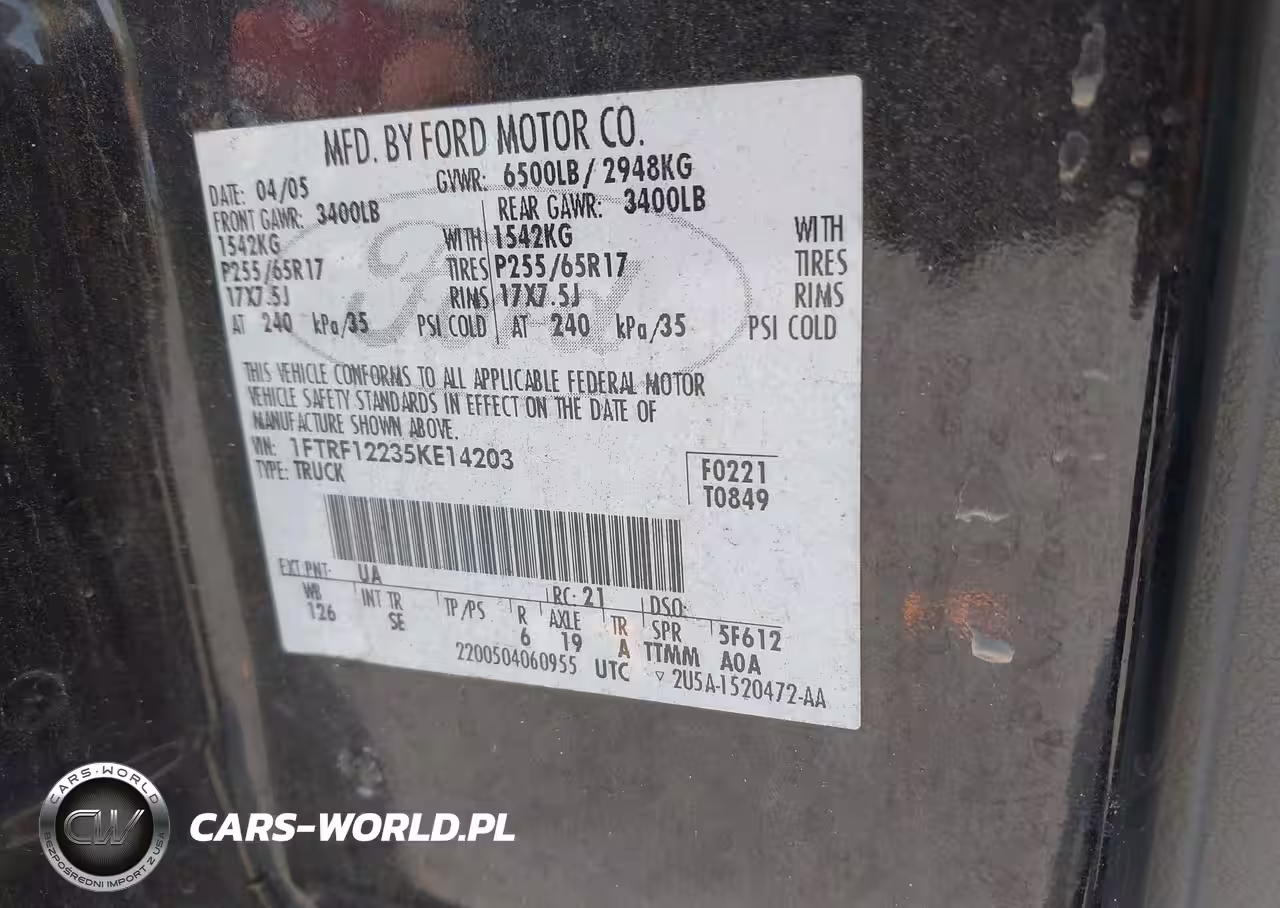 MFD. BY FORD MOTOR CO.
DATE: 04/05 GVWR: 6500LB / 2948KG
FRONT GAWR: 3400LB REAR GAWR: 3400LB
1542KG WITH 1542KG WITH
P255/65R17 TIRES P255/65R17 TIRES
17X7.5J RIMS 17X7.5J RIMS
AT 240 kPa/35 PSI COLD AT 240 kPa/35 PSI COLD
THIS VEHICLE CONFORMS TO ALL APPLICABLE FEDERAL MOTOR
VEHICLE SAFETY STANDARDS IN EFFECT ON THE DATE OF
MANUFACTURE SHOWN ABOVE.
VIN: 1FTRF12235KE14203
TYPE: TRUCK
F0221
T0849
EXT PNT: UA RC: 21 DSO:
WB INT TR TP/PS R AXLE TR SPR 5F612
126 SE 6 19 A TTMM A0A
2200504060955 UTC ▽ 2U5A-1520472-AA
CARS-WORLD
CW
BEZPOŚREDNI IMPORT Z USA
CARS-WORLD.PL